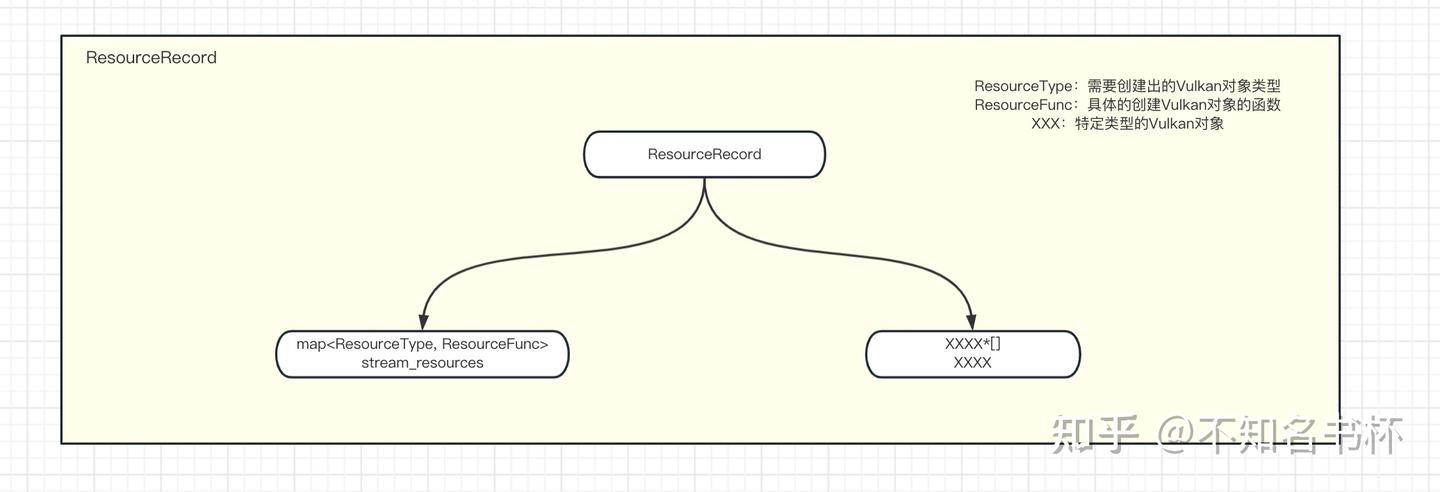 ResourceRecord
ResourceType：需要创建出的Vulkan对象类型
ResourceFunc：具体的创建Vulkan对象的函数
XXX：特定类型的Vulkan对象
ResourceRecord
map<ResourceType, ResourceFunc>
stream_resources
XXXX*[]
XXXX
知乎 @不知名书杯